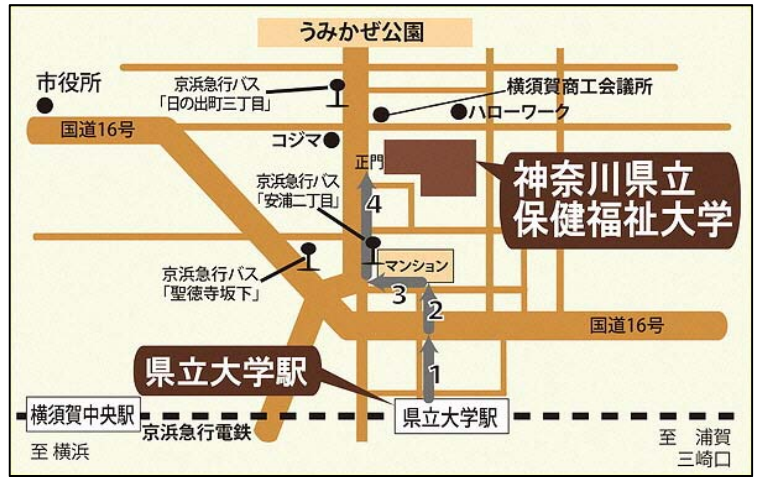 うみかぜ公園
市役所
京浜急行バス
「日の出町三丁目」
横須賀商工会議所
ハローワーク
国道16号
コジマ
正門
神奈川県立
保健福祉大学
京浜急行バス
「安浦二丁目」
4
マンション
京浜急行バス
「聖徳寺坂下」
3
2
国道16号
県立大学駅
1
横須賀中央駅
県立大学駅
京浜急行電鉄
至 横浜
至 浦賀
三崎口